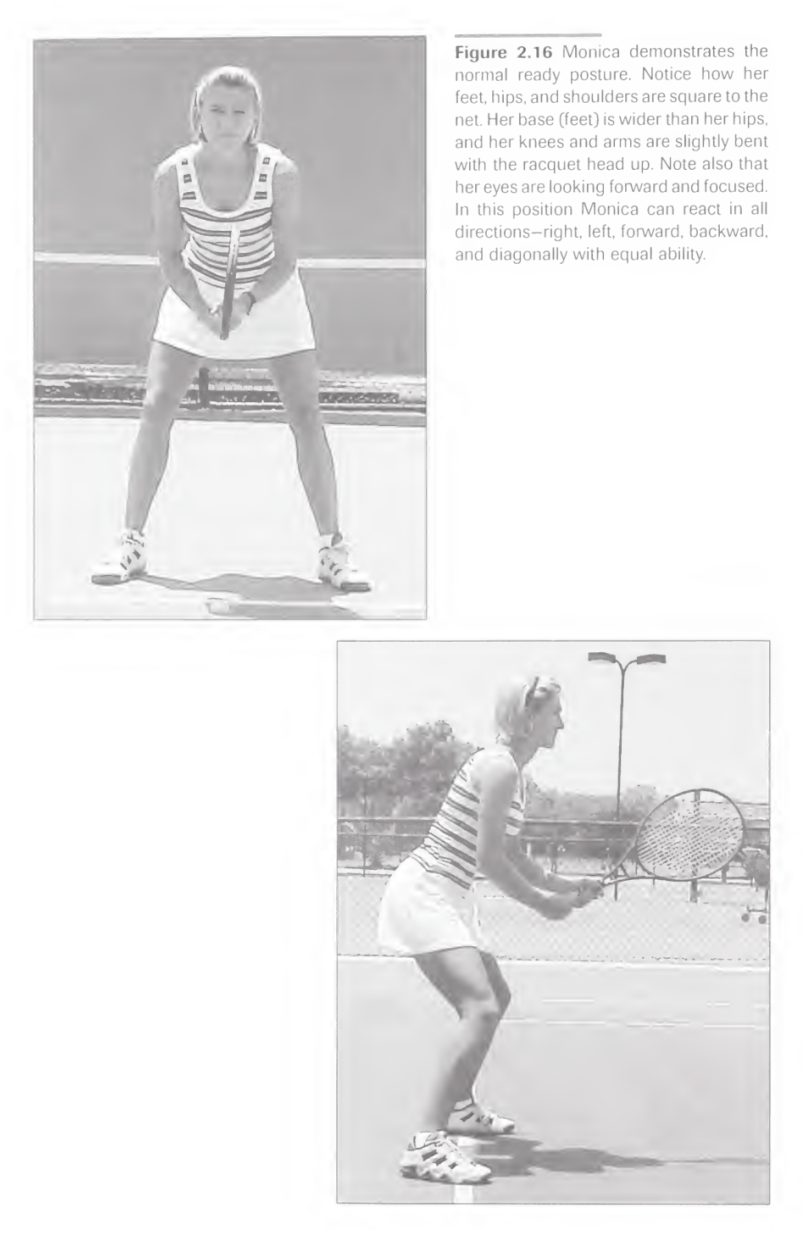 Figure 2.16 Monica demonstrates the
normal ready posture. Notice how her
feet, hips, and shoulders are square to the
net. Her base (feet) is wider than her hips,
and her knees and arms are slightly bent
with the racquet head up. Note also that
her eyes are looking forward and focused.
In this position Monica can react in all
directions—right, left, forward, backward,
and diagonally with equal ability.